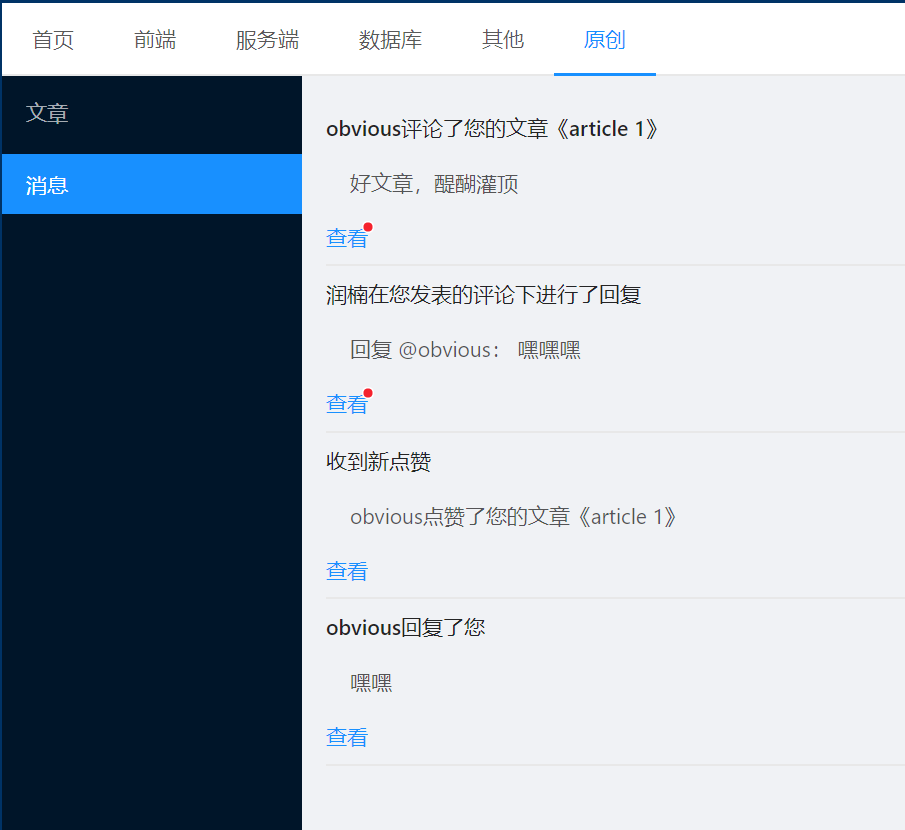 首页 前端 服务端 数据库 其他 原创
文章
消息
obvious评论了您的文章《article 1》
好文章，醍醐灌顶
查看
润楠在您发表的评论下进行了回复
回复 @obvious： 嘿嘿嘿
查看
收到新点赞
obvious点赞了您的文章《article 1》
查看
obvious回复了您
嘿嘿
查看